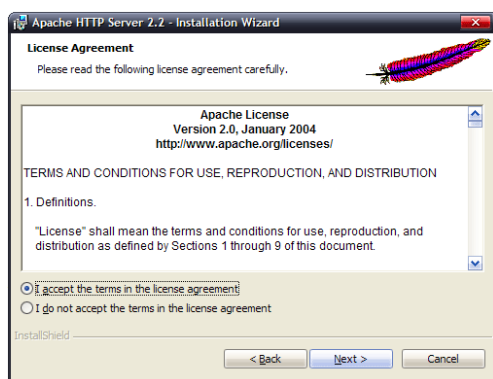 Apache HTTP Server 2.2 - Installation Wizard
License Agreement
Please read the following license agreement carefully.
Apache License
Version 2.0, January 2004
http://www.apache.org/licenses/
TERMS AND CONDITIONS FOR USE, REPRODUCTION, AND DISTRIBUTION
1. Definitions.
"License" shall mean the terms and conditions for use, reproduction, and
distribution as defined by Sections 1 through 9 of this document.
I accept the terms in the license agreement
I do not accept the terms in the license agreement
InstallShield
< Back Next > Cancel